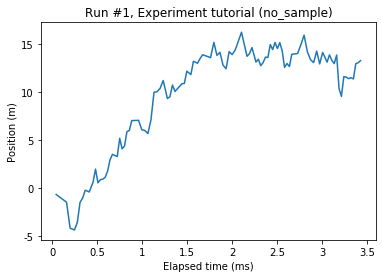 Run #1, Experiment tutorial (no_sample)
Position (m)
15
10
5
0
-5
0 0.5 1 1.5 2 2.5 3 3.5
Elapsed time (ms)